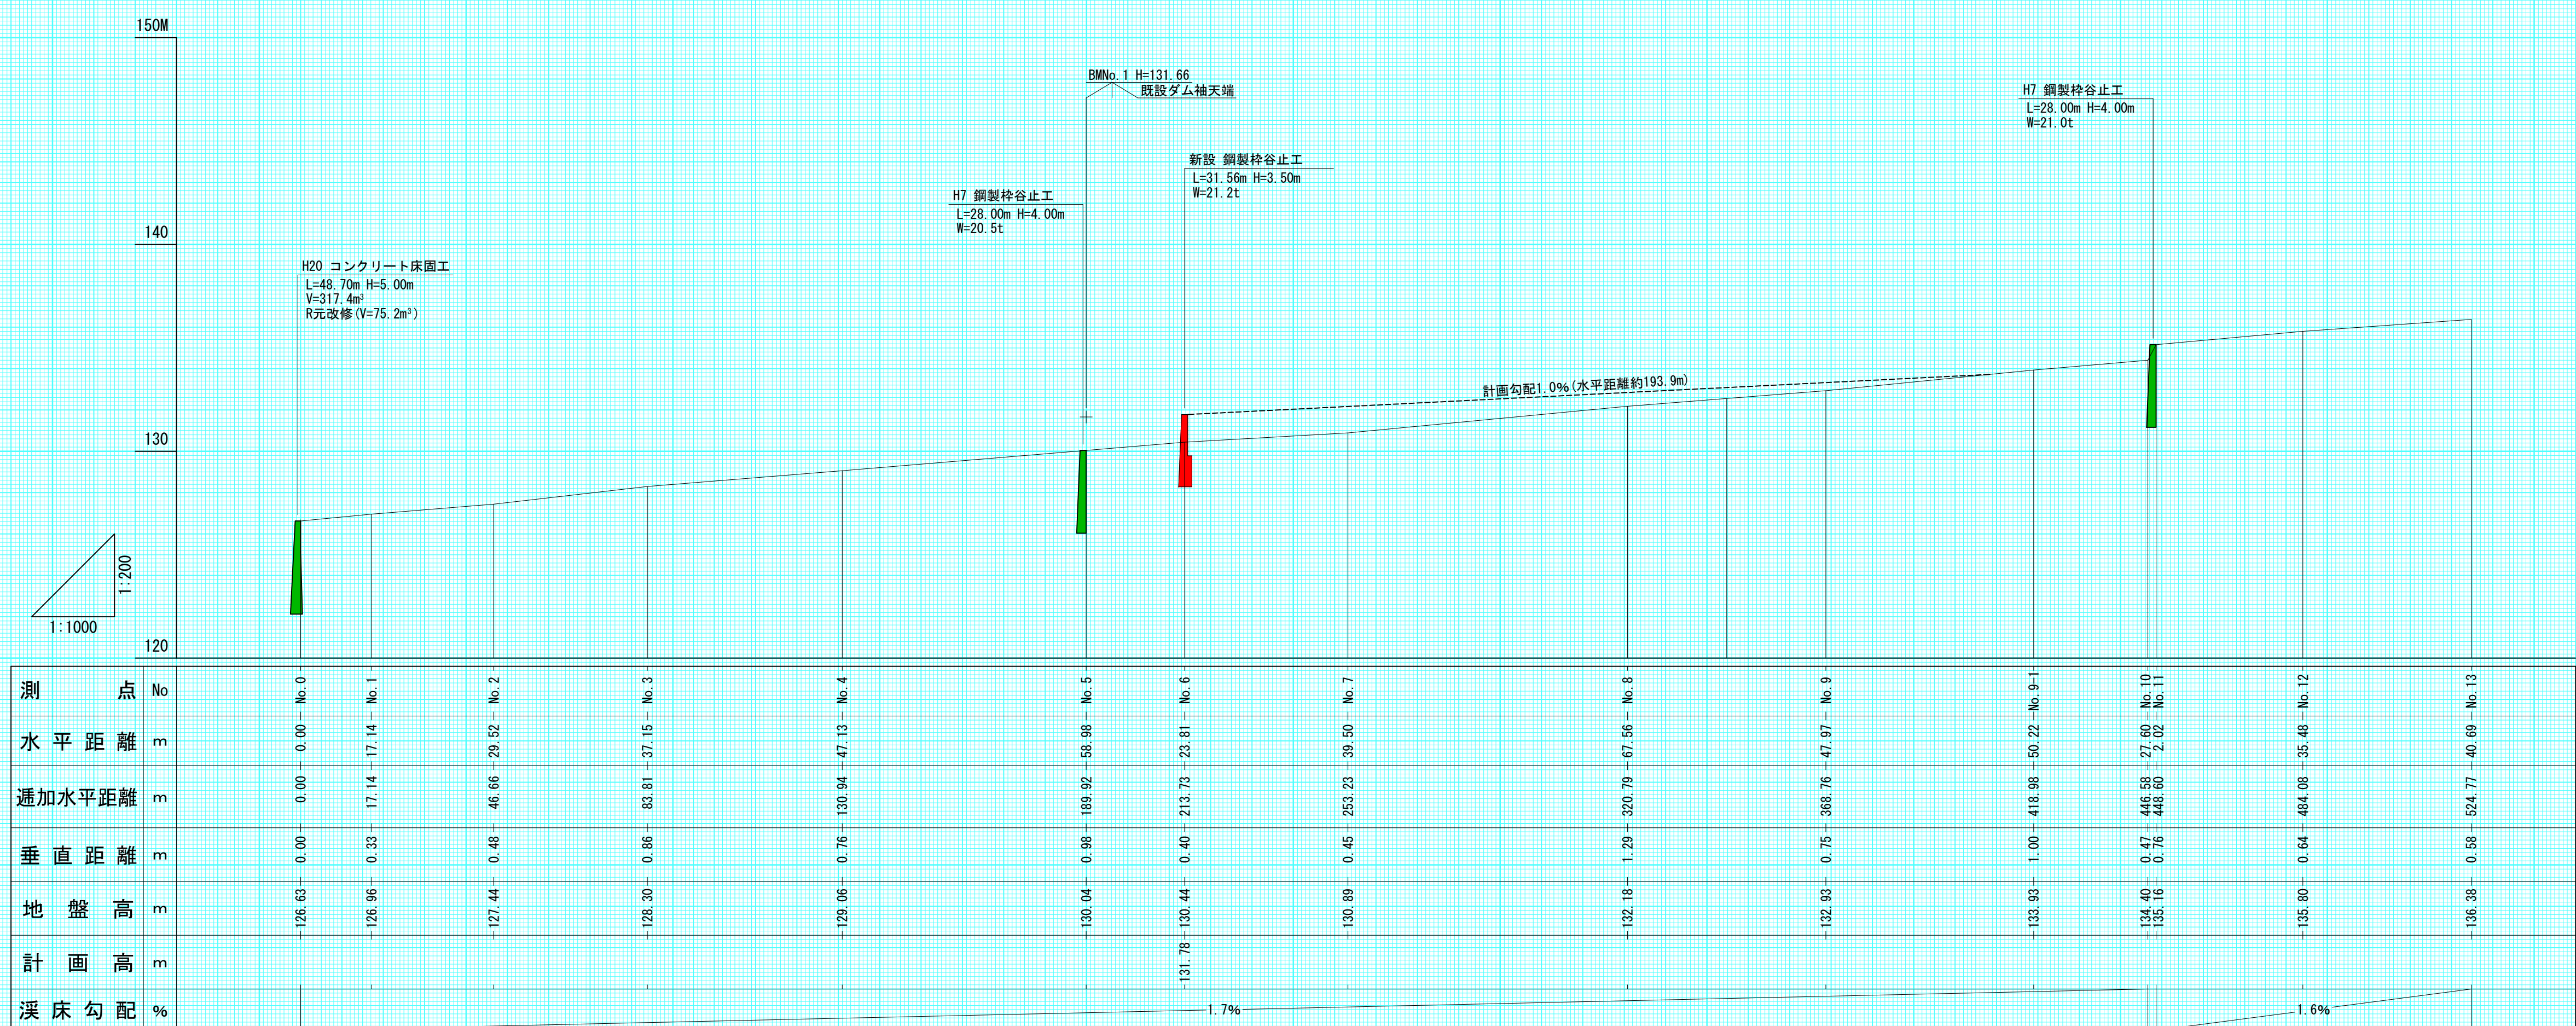 150M
140
130
120
1:200
1:1000
H20 コンクリート床固工
L=48.70m H=5.00m
V=317.4m³
R元改修(V=75.2m³)
H7 鋼製枠谷止工
L=28.00m H=4.00m
W=20.5t
BMNo.1 H=131.66
既設ダム袖天端
新設 鋼製枠谷止工
L=31.56m H=3.50m
W=21.2t
計画勾配1.0%(水平距離約193.9m)
H7 鋼製枠谷止工
L=28.00m H=4.00m
W=21.0t
測点 No No.0 No.1 No.2 No.3 No.4 No.5 No.6 No.7 No.8 No.9 No.9-1 No.10 No.11 No.12 No.13
水平距離 m 0.00 17.14 29.52 37.15 47.13 58.98 23.81 39.50 67.56 47.97 50.22 27.60 2.02 35.48 40.69
逓加水平距離 m 0.00 17.14 46.66 83.81 130.94 189.92 213.73 253.23 320.79 368.76 418.98 446.58 448.60 484.08 524.77
垂直距離 m 0.00 0.33 0.48 0.86 0.76 0.98 0.40 0.45 1.29 0.75 1.00 0.47 0.76 0.64 0.58
地盤高 m 126.63 126.96 127.44 128.30 129.06 130.04 130.44 130.89 132.18 132.93 133.93 134.40 135.16 135.80 136.38
計画高 m 131.78
渓床勾配 % 1.7% 1.6%